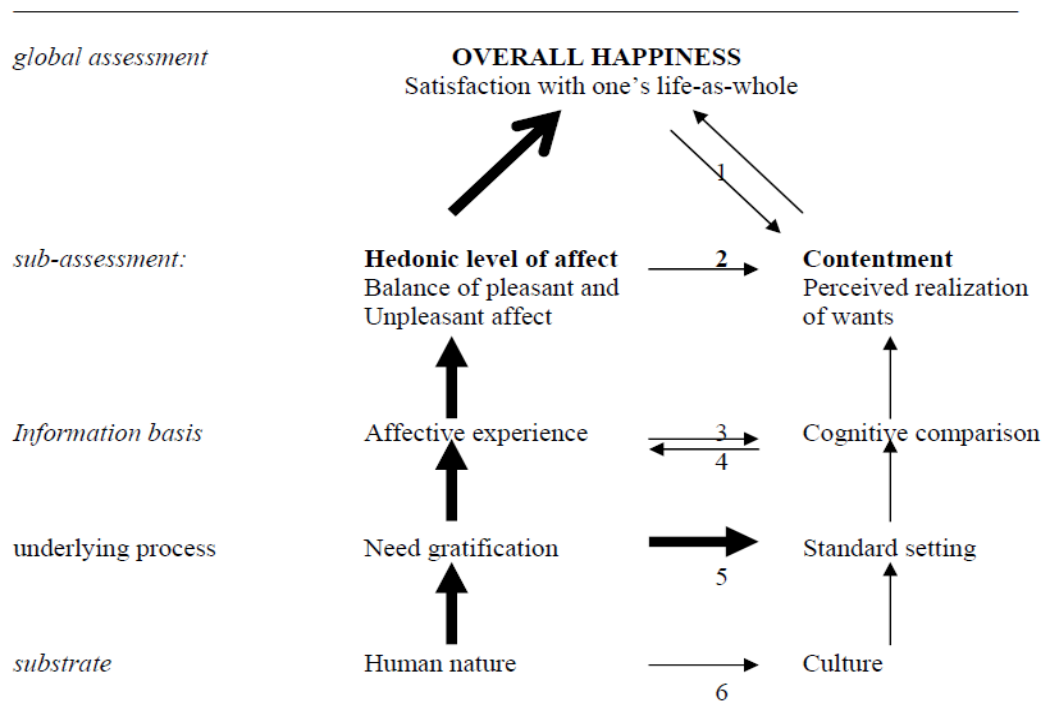 global assessment
OVERALL HAPPINESS
Satisfaction with one's life-as-whole
1
sub-assessment:
Hedonic level of affect
2
Contentment
Balance of pleasant and
Perceived realization
Unpleasant affect
of wants
Information basis
Affective experience
3
Cognitive comparison
4
underlying process
Need gratification
Standard setting
5
substrate
Human nature
Culture
6